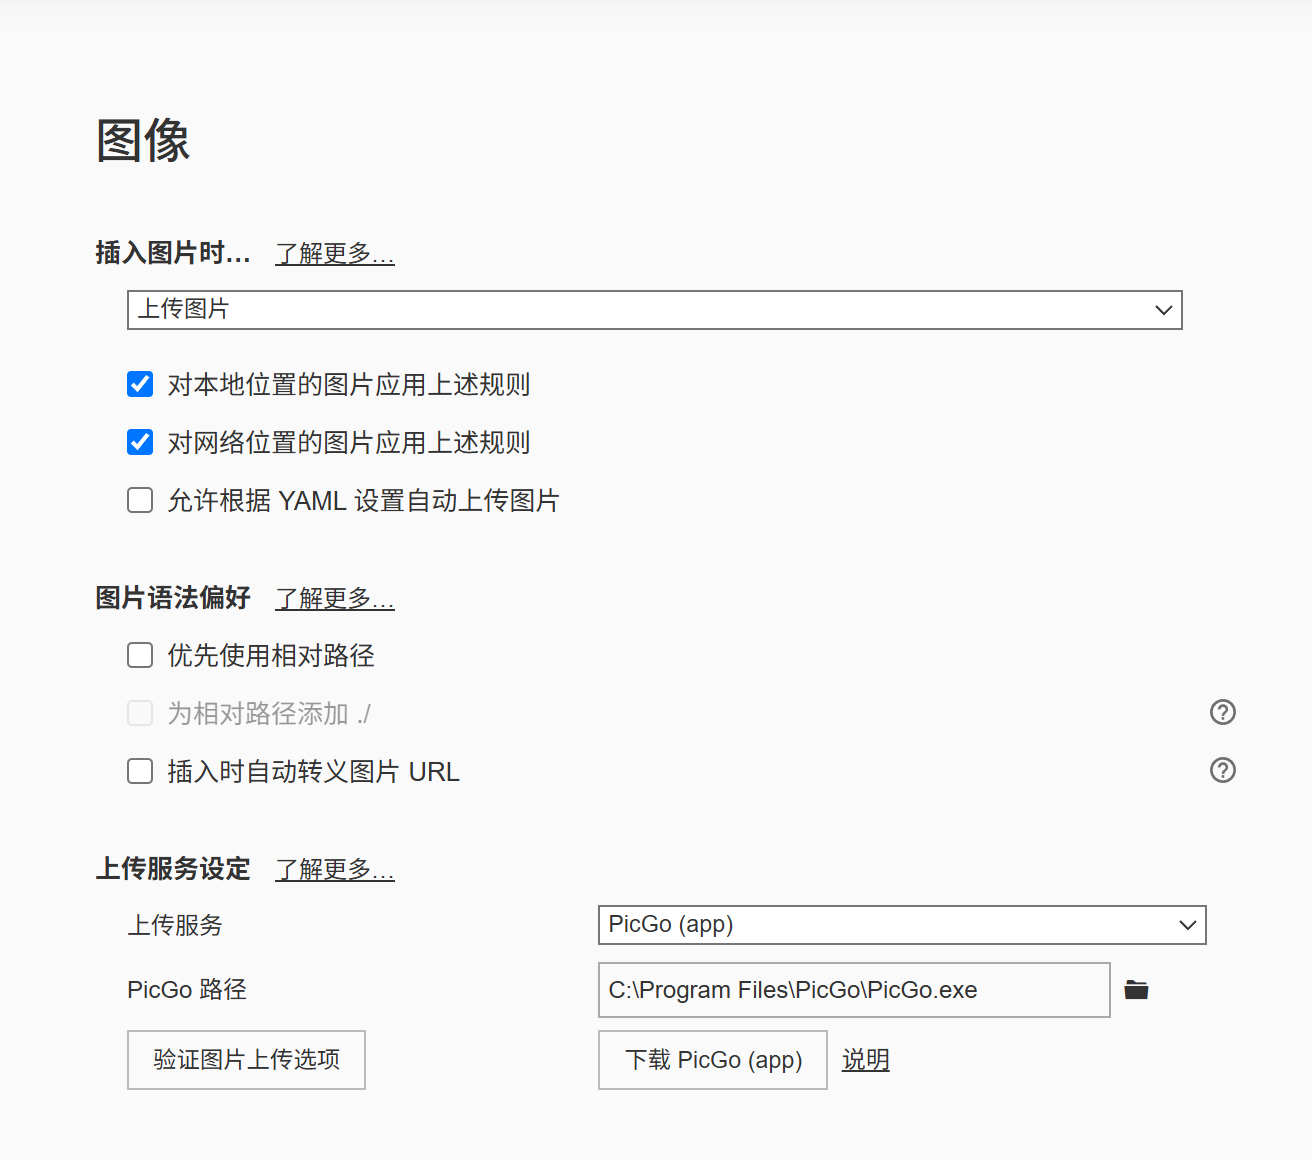 图像
插入图片时... 了解更多...
上传图片
对本地位置的图片应用上述规则
对网络位置的图片应用上述规则
允许根据 YAML 设置自动上传图片
图片语法偏好 了解更多...
优先使用相对路径
为相对路径添加 ./
插入时自动转义图片 URL
上传服务设定 了解更多...
上传服务 PicGo (app)
PicGo 路径 C:\Program Files\PicGo\PicGo.exe
验证图片上传选项 下载 PicGo (app) 说明